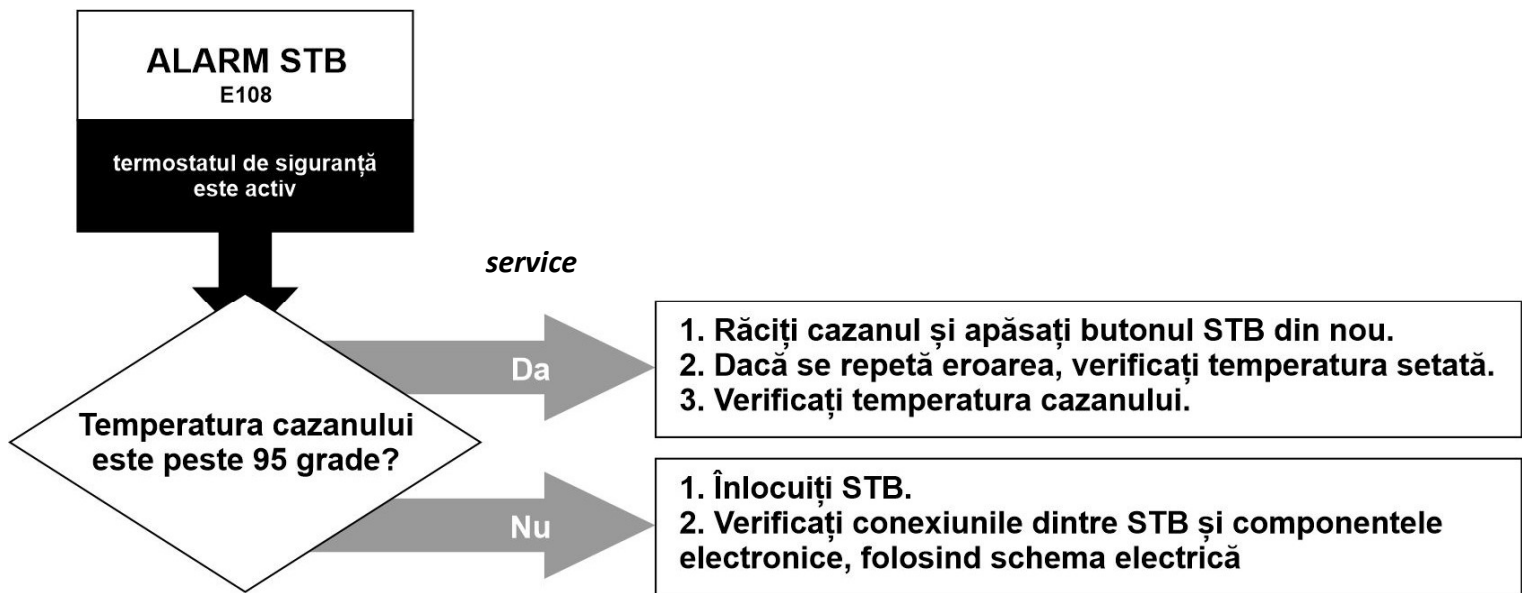 ALARM STB
E108
termostatul de siguranță
este activ
service
Da
1. Răciți cazanul și apăsați butonul STB din nou.
2. Dacă se repetă eroarea, verificați temperatura setată.
3. Verificați temperatura cazanului.
Temperatura cazanului
este peste 95 grade?
Nu
1. Înlocuiți STB.
2. Verificați conexiunile dintre STB și componentele
electronice, folosind schema electrică